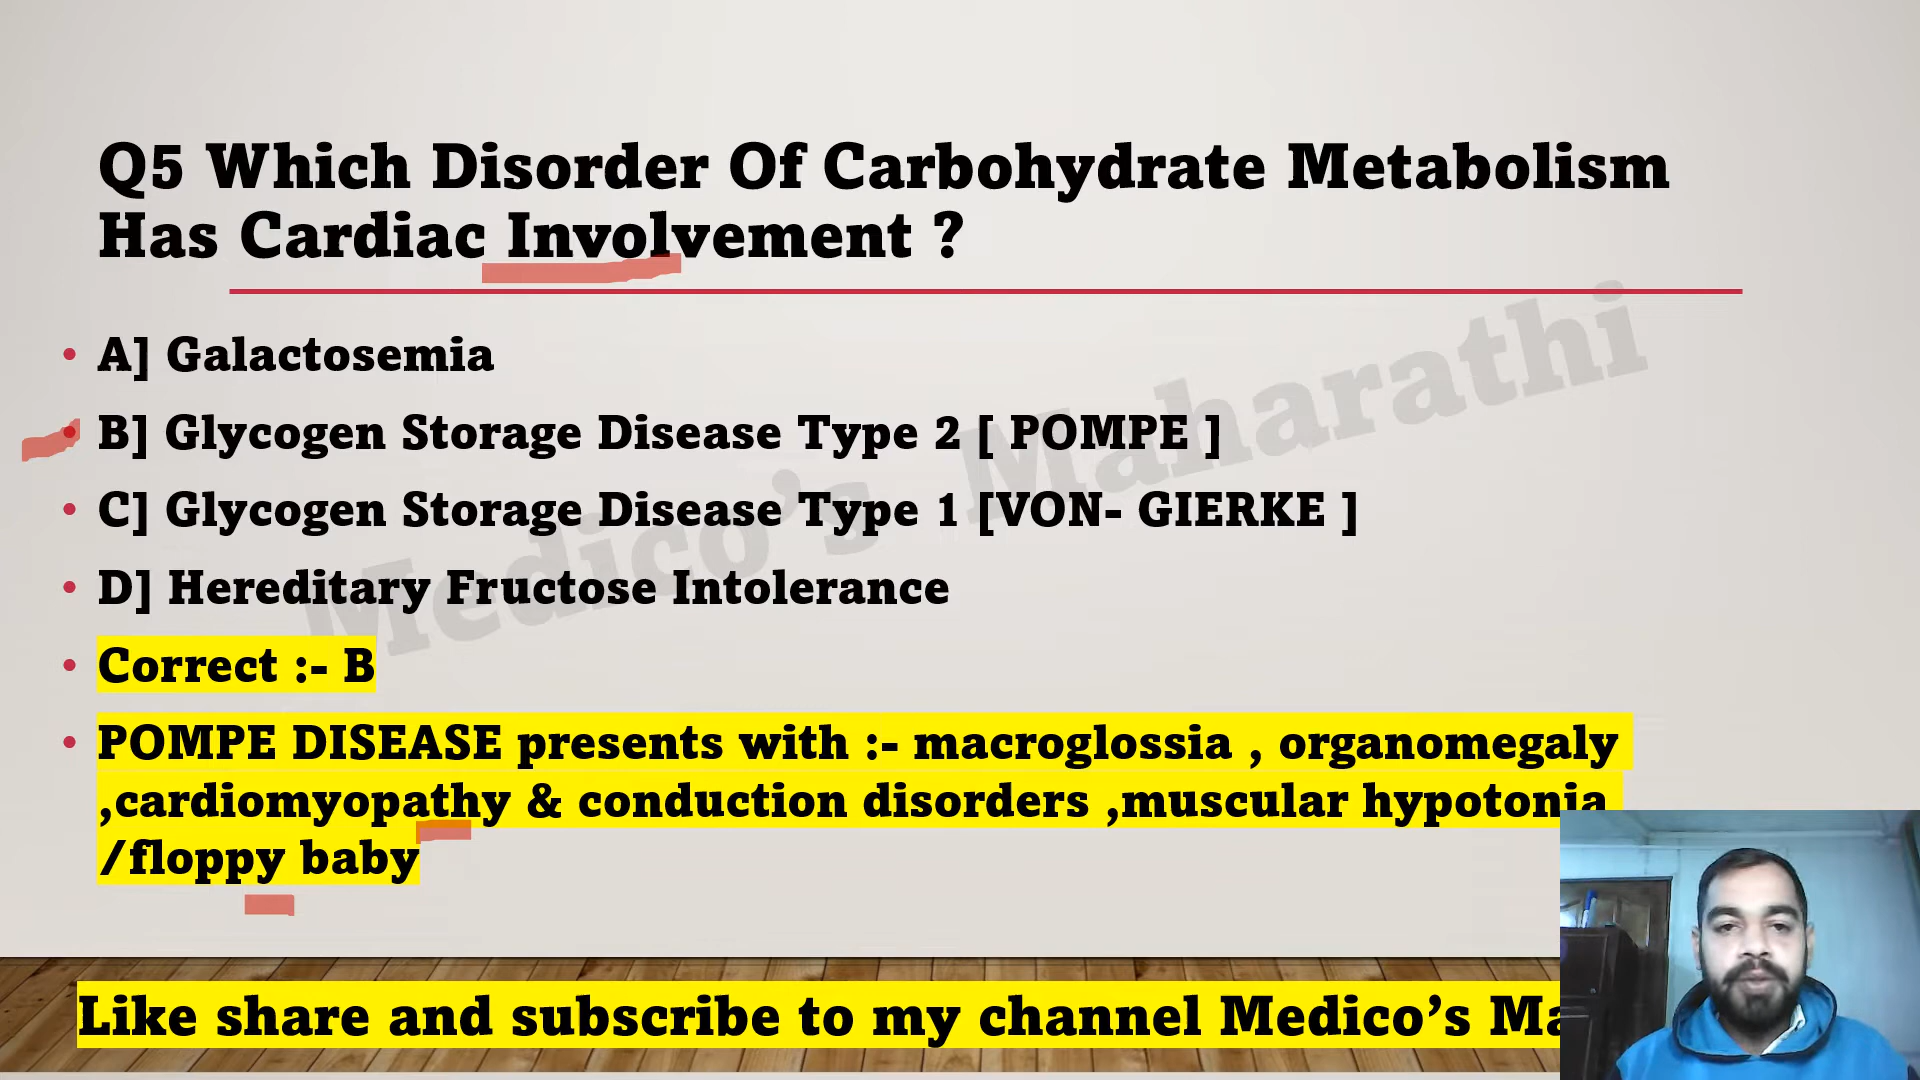 Q5 Which Disorder Of Carbohydrate Metabolism
Has Cardiac Involvement ?
A] Galactosemia
B] Glycogen Storage Disease Type 2 [ POMPE ]
C] Glycogen Storage Disease Type 1 [VON- GIERKE ]
D] Hereditary Fructose Intolerance
Medico's Maharathi
Correct :- B
POMPE DISEASE presents with :- macroglossia , organomegaly
,cardiomyopathy & conduction disorders ,muscular hypotonia
/floppy baby
Like share and subscribe to my channel Medico’s